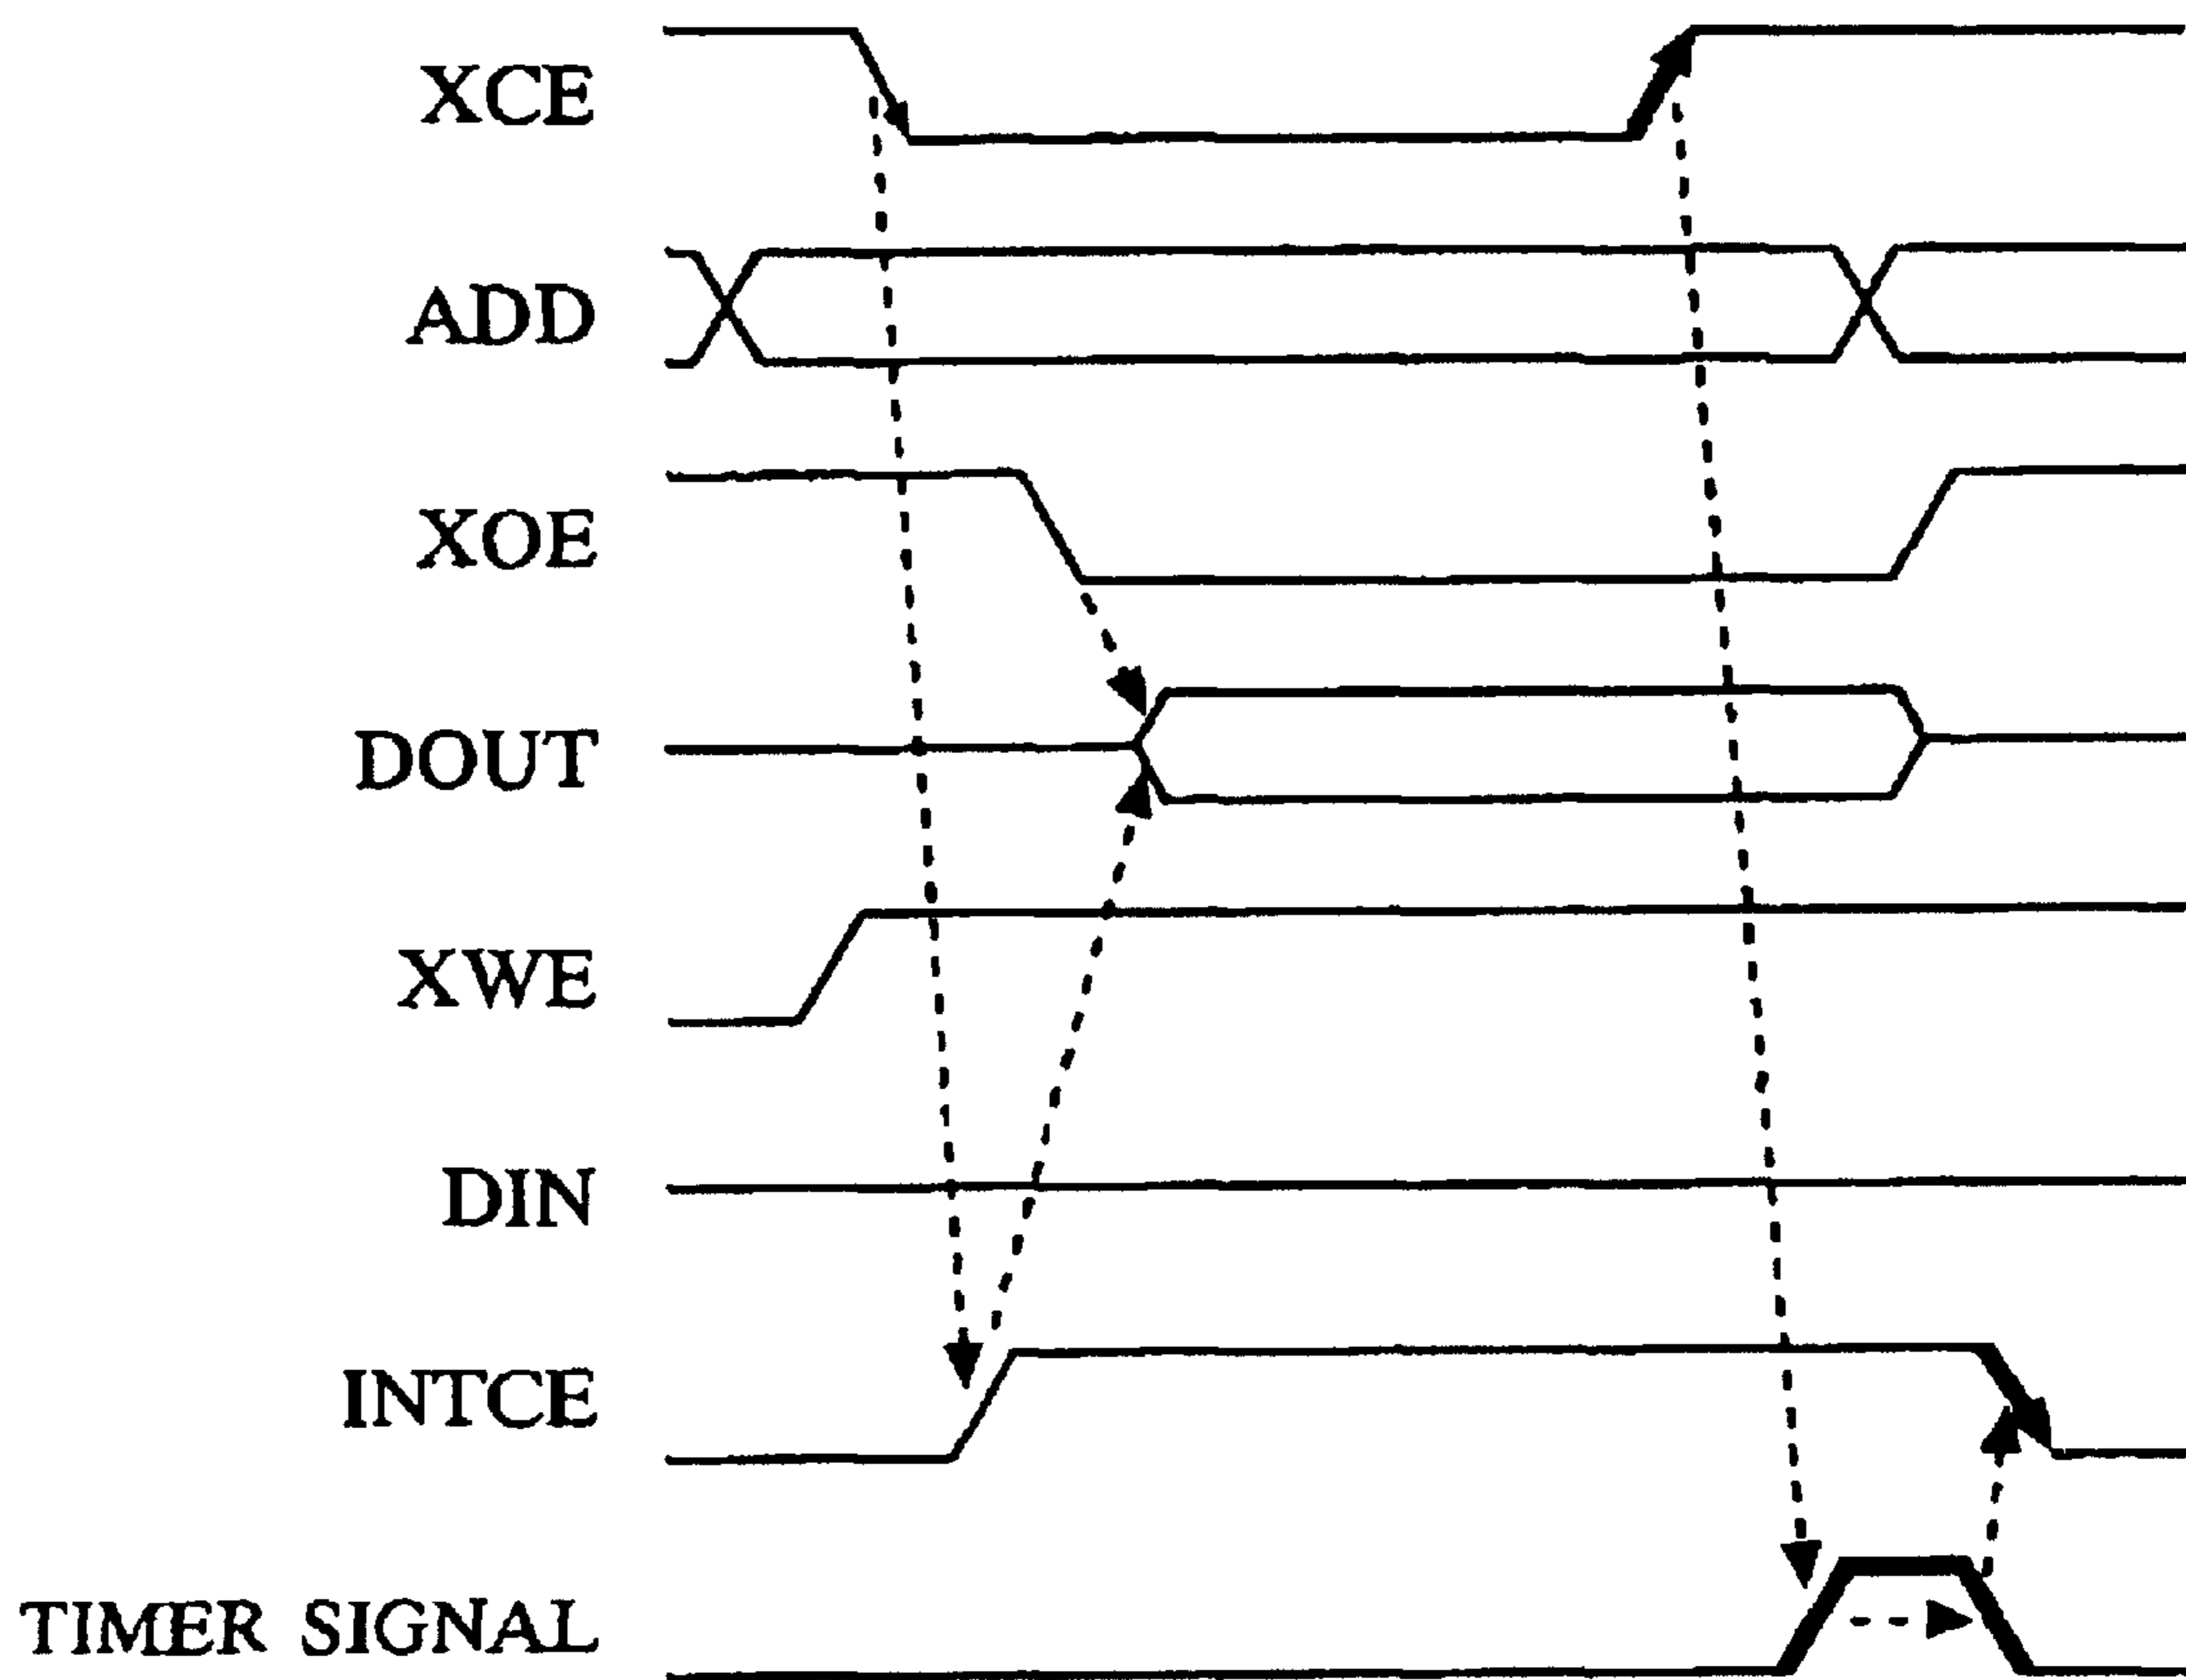 XCE
ADD
XOE
DOUT
XWE
DIN
INTCE
TIMER SIGNAL